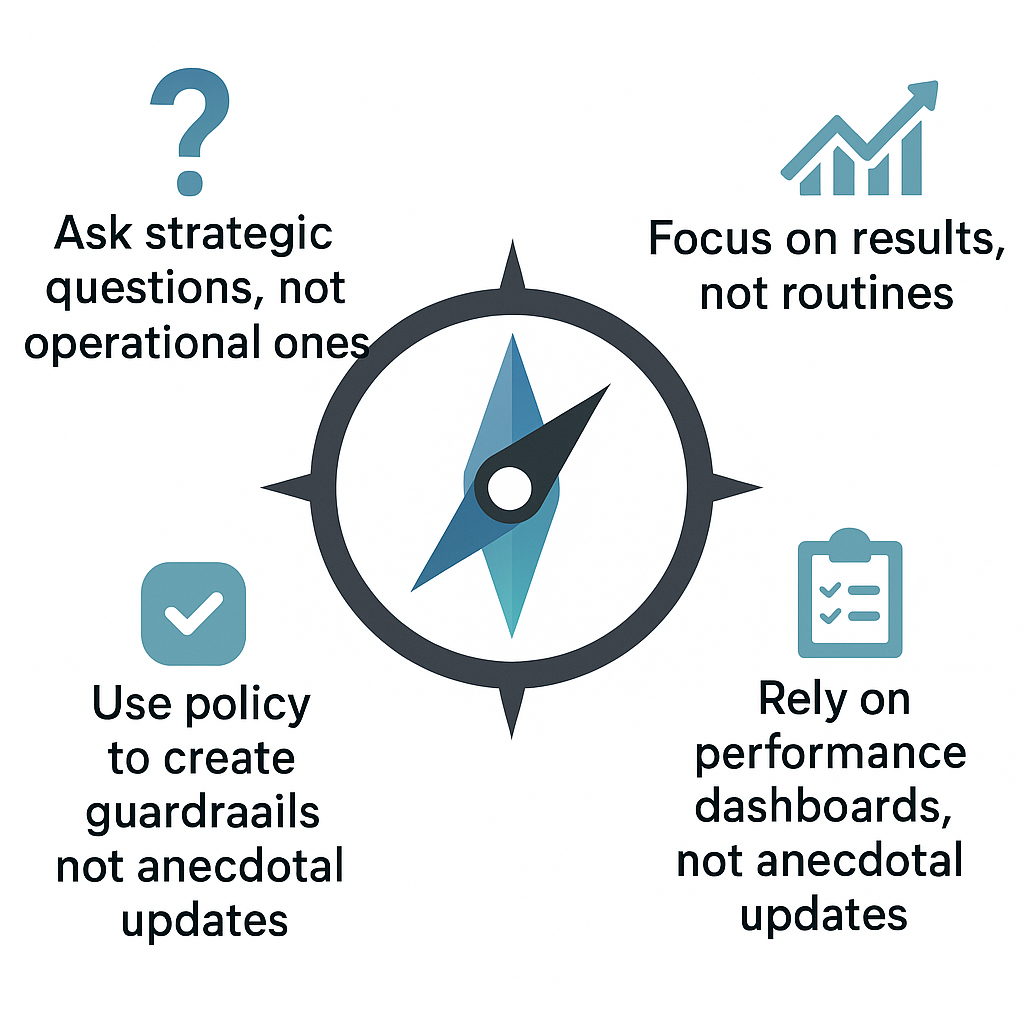 Ask strategic
questions, not
operational ones
Focus on results,
not routines
Use policy
to create
guardraails
not anecdotal
updates
Rely on
performance
dashboards,
not anecdotal
updates